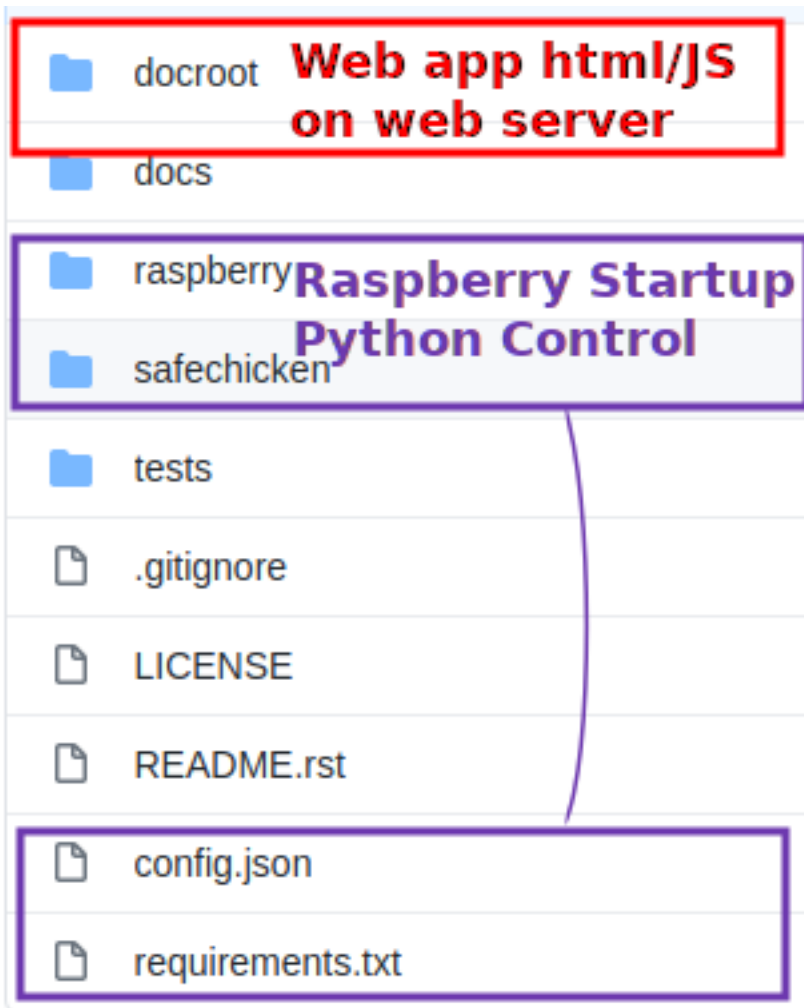 docroot
Web app html/JS
on web server
docs
raspberry
Raspberry Startup
Python Control
safechicken
tests
.gitignore
LICENSE
README.rst
config.json
requirements.txt